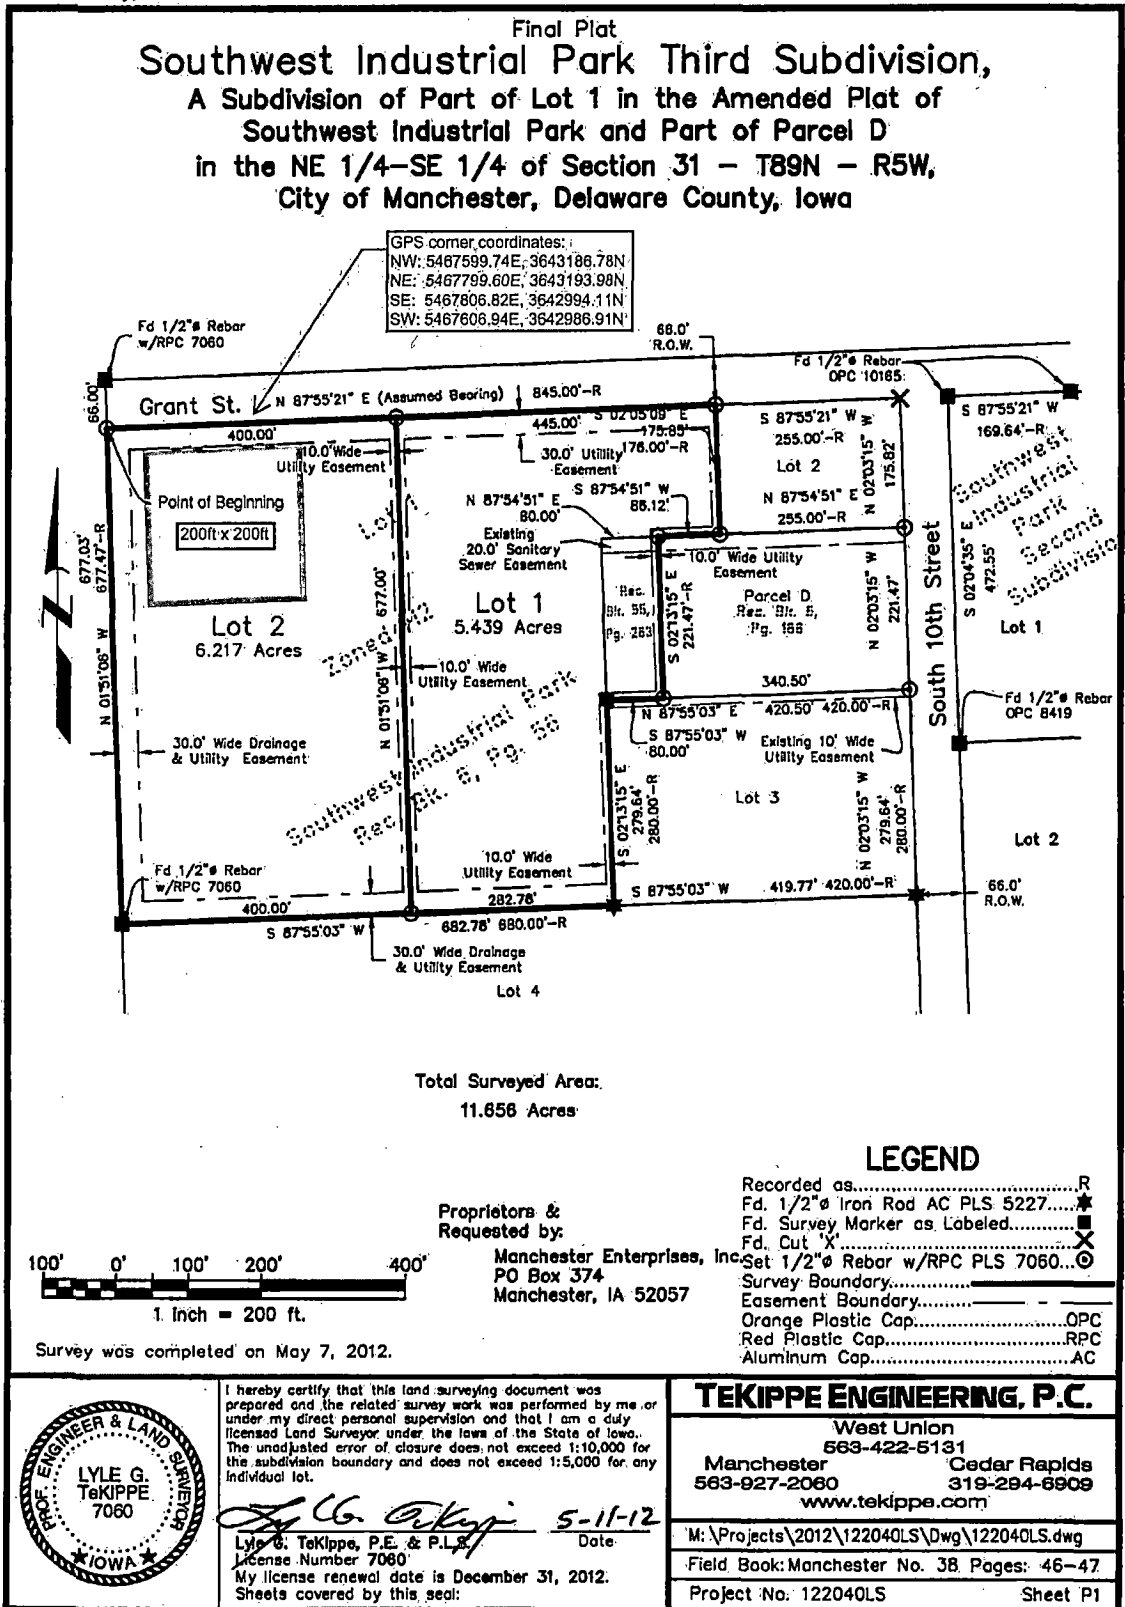 Final Plat
Southwest Industrial Park Third Subdivision,
A Subdivision of Part of Lot 1 in the Amended Plat of
Southwest Industrial Park and Part of Parcel D
in the NE 1/4-SE 1/4 of Section 31 - T89N - R5W,
City of Manchester, Delaware County, Iowa
GPS corner coordinates:
NW: 5467599.74E, 3643186.78N
NE: 5467799.60E, 3643193.98N
SE: 5467806.82E, 3642994.11N
SW: 5467606.94E, 3642986.91N
Fd 1/2"ø Rebar
w/RPC 7060
66.0'
R.O.W.
Fd 1/2"ø Rebar
OPC 10165
66.00'
Grant St.
N 87°55'21" E (Assumed Bearing)
845.00'-R
400.00'
445.00'
S 02°05'09" E
175.85'
176.00'-R
S 87°55'21" W
255.00'-R
Lot 2
N 87°54'51" E
255.00'-R
N 02°03'15" W
175.82'
S 87°55'21" W
169.64'-R
Southwest
Industrial
Park
Second
Subdivision
10.0' Wide
Utility Easement
30.0' Utility
Easement
Point of Beginning
200ft x 200ft
Lot 1
N 87°54'51" E
80.00'
S 87°54'51" W
86.12'
Existing
20.0' Sanitary
Sewer Easement
10.0' Wide Utility
Easement
677.03'
677.47'-R
N 01°51'06" W
Lot 2
6.217 Acres
Zoned M2
N 01°51'06" W 677.00'
Lot 1
5.439 Acres
Rec.
Bk. 55,
Pg. 263
S 02°13'15" E
221.47'-R
Parcel D
Rec. Bk. 6,
Pg. 166
N 02°03'15" W
221.47'
South 10th Street
S 02°04'35" E
472.55'
Lot 1
10.0' Wide
Utility Easement
340.50'
N 87°55'03" E
420.50' 420.00'-R
S 87°55'03" W
80.00'
Fd 1/2"ø Rebar
OPC 8419
30.0' Wide Drainage
& Utility Easement
Existing 10' Wide
Utility Easement
Southwest Industrial Park
Rec. Bk. 6, Pg. 56
S 02°13'15" E
279.64'
280.00'-R
Lot 3
N 02°03'15" W
279.64'
280.00'-R
Lot 2
Fd 1/2"ø Rebar
w/RPC 7060
10.0' Wide
Utility Easement
400.00'
282.78'
S 87°55'03" W
419.77' 420.00'-R
66.0'
R.O.W.
S 87°55'03" W
682.78' 680.00'-R
30.0' Wide Drainage
& Utility Easement
Lot 4
Total Surveyed Area:
11.656 Acres
LEGEND
Recorded as..............................R
Fd. 1/2"ø Iron Rod AC PLS 5227.....
Fd. Survey Marker as Labeled............
Fd. Cut 'X'..................................
Set 1/2"ø Rebar w/RPC PLS 7060...
Survey Boundary..............
Easement Boundary..........
Orange Plastic Cap......................OPC
Red Plastic Cap..........................RPC
Aluminum Cap..............................AC
Proprietors &
Requested by:
Manchester Enterprises, Inc.
PO Box 374
Manchester, IA 52057
100' 0' 100' 200' 400'
1 inch = 200 ft.
Survey was completed on May 7, 2012.
PROF. ENGINEER & LAND SURVEYOR
LYLE G.
TeKIPPE
7060
IOWA
I hereby certify that this land surveying document was
prepared and the related survey work was performed by me or
under my direct personal supervision and that I am a duly
licensed Land Surveyor under the laws of the State of Iowa.
The unadjusted error of closure does not exceed 1:10,000 for
the subdivision boundary and does not exceed 1:5,000 for any
individual lot.
5-11-12
Lyle G. TeKippe, P.E. & P.L.S.
Date
License Number 7060
My license renewal date is December 31, 2012.
Sheets covered by this seal:
TEKIPPE ENGINEERING, P.C.
West Union
563-422-5131
Manchester Cedar Rapids
563-927-2060 319-294-6909
www.tekippe.com
M:\Projects\2012\122040LS\Dwg\122040LS.dwg
Field Book: Manchester No. 38 Pages: 46-47
Project No: 122040LS Sheet P1